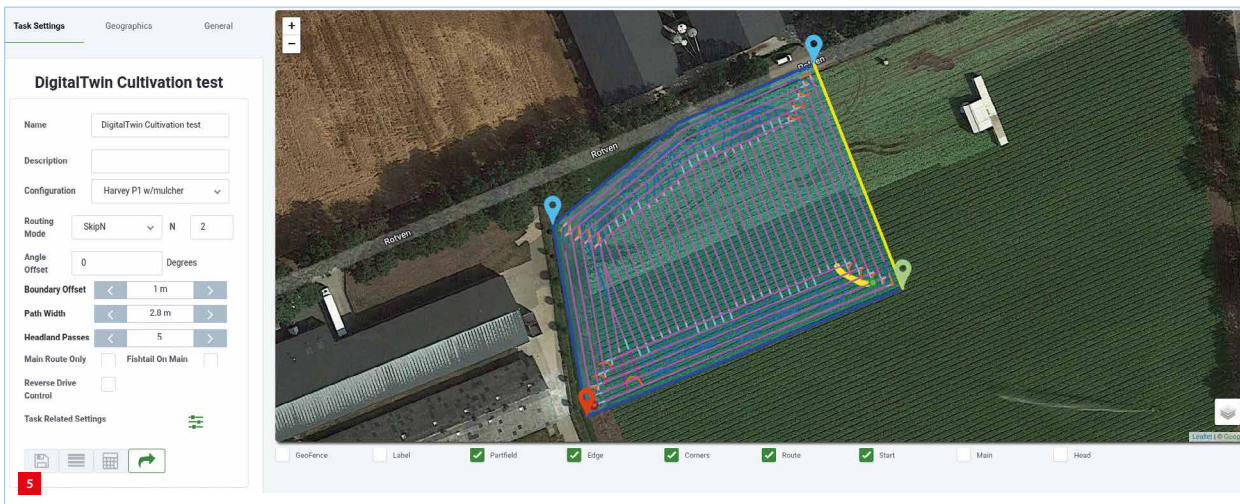 Task Settings Geographics General
DigitalTwin Cultivation test
Name DigitalTwin Cultivation test
Description
Configuration Harvey P1 w/mulcher
Routing Mode SkipN N 2
Angle Offset 0 Degrees
Boundary Offset < 1 m >
Path Width < 2.8 m >
Headland Passes < 5 >
Main Route Only Fishtail On Main
Reverse Drive Control
Task Related Settings
5
+
−
Rotven
Rotven
Leaflet | ©
GeoFence Label Partfield Edge Corners Route Start Main Head